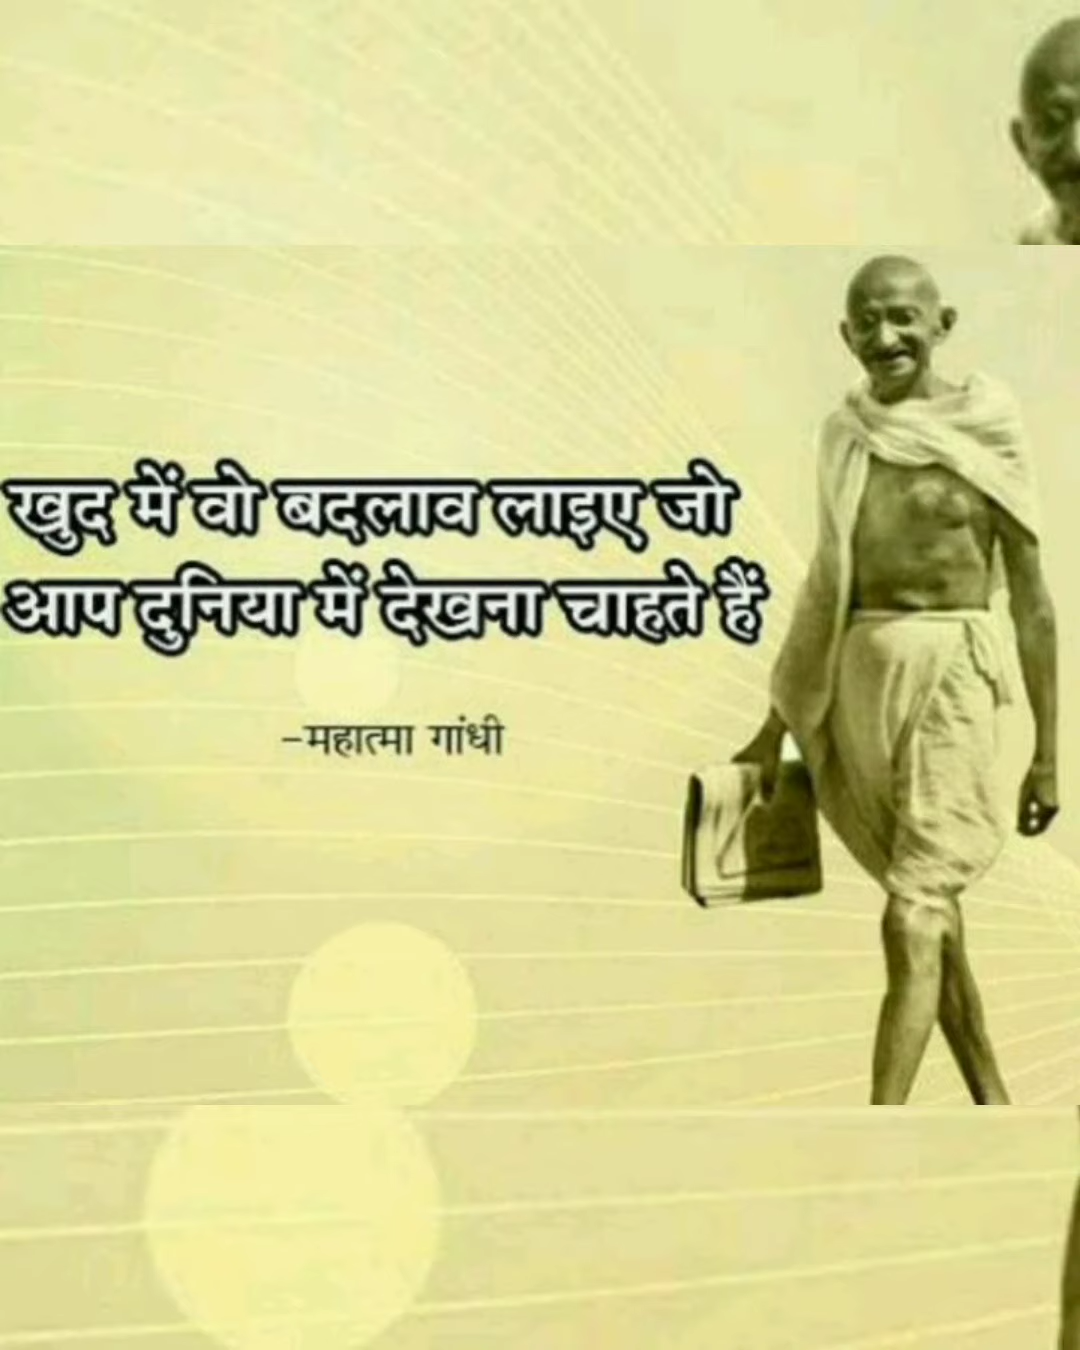 खुद में वो बदलाव लाइए जो
आप दुनिया में देखना चाहते हैं
-महात्मा गांधी